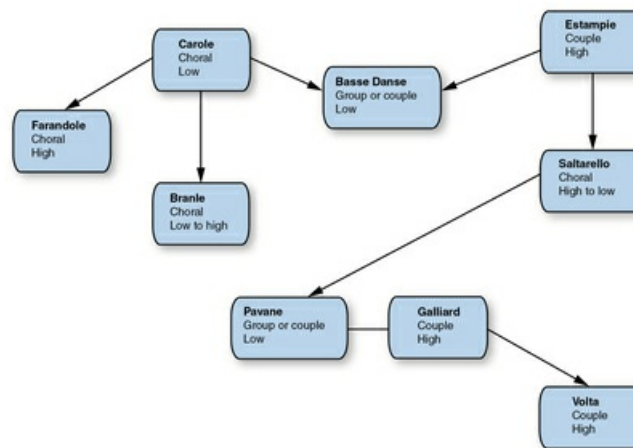 Carole
Choral
Low
Estampie
Couple
High
Basse Danse
Group or couple
Low
Farandole
Choral
High
Branle
Choral
Low to high
Saltarello
Choral
High to low
Pavane
Group or couple
Low
Galliard
Couple
High
Volta
Couple
High